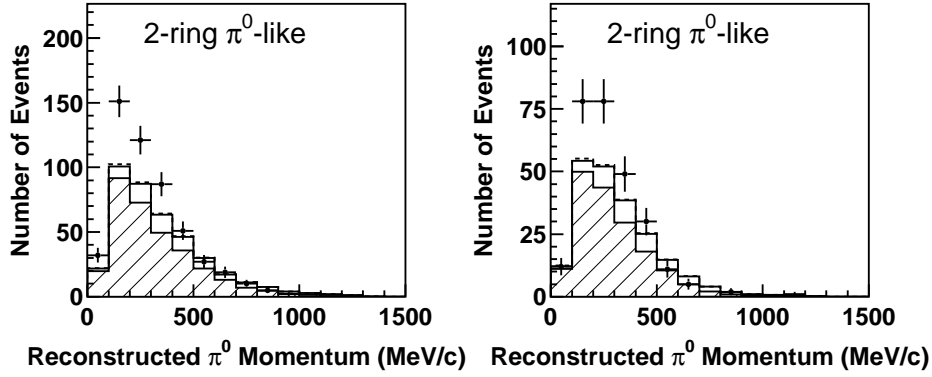 2-ring π⁰-like
Number of Events
200
150
100
50
0
0 500 1000 1500
Reconstructed π⁰ Momentum (MeV/c)
2-ring π⁰-like
Number of Events
100
75
50
25
0
0 500 1000 1500
Reconstructed π⁰ Momentum (MeV/c)